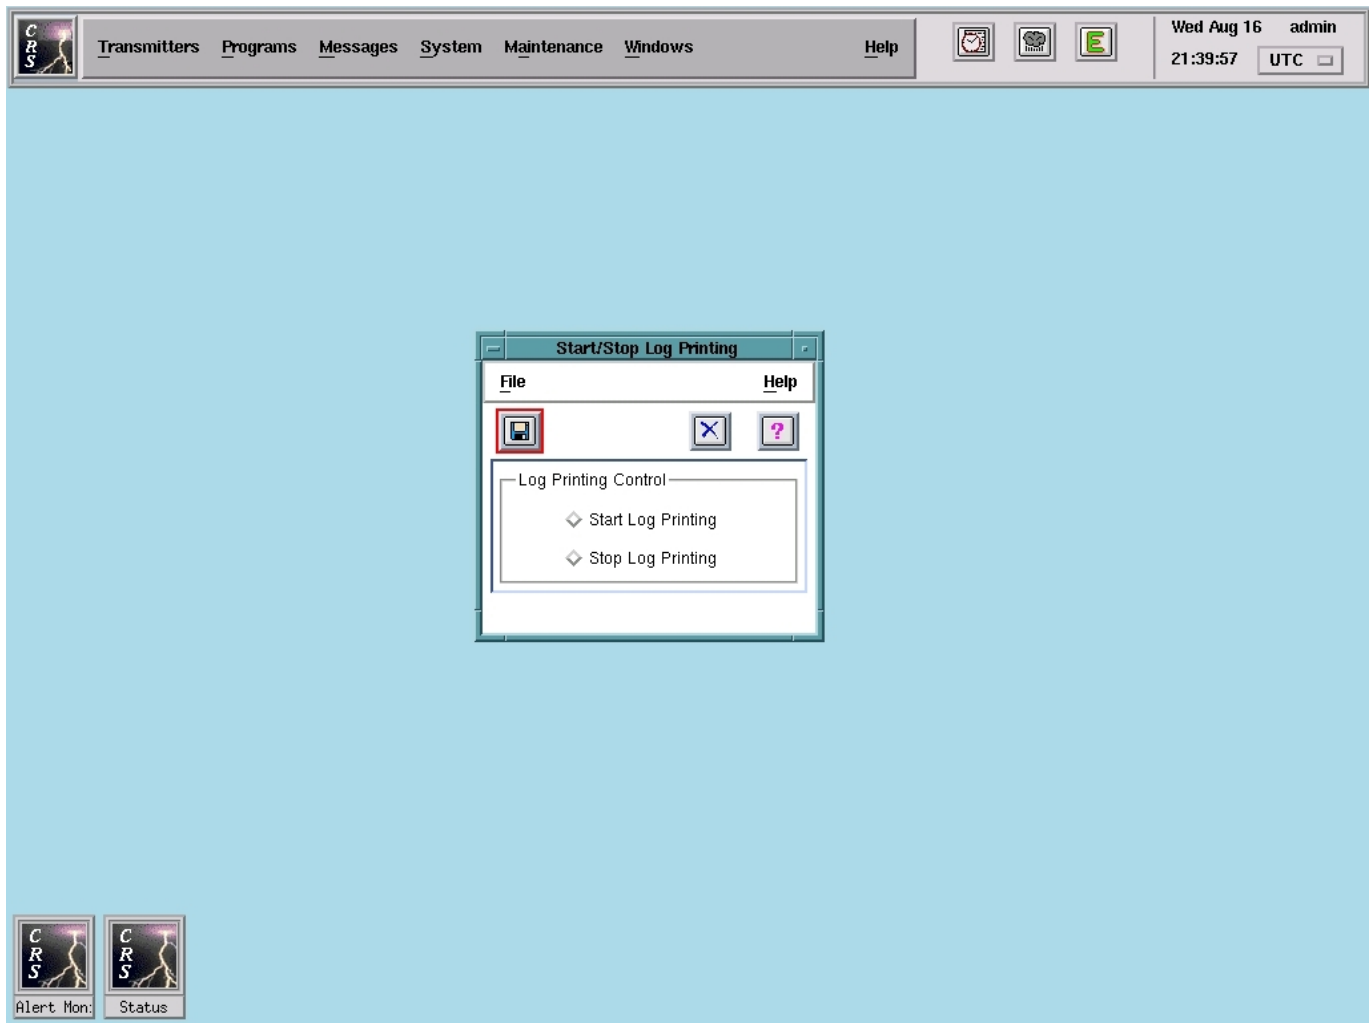 CRS
Transmitters Programs Messages System Maintenance Windows Help
E
Wed Aug 16 admin
21:39:57 UTC
Start/Stop Log Printing
File Help
?
Log Printing Control
Start Log Printing
Stop Log Printing
CRS CRS
Alert Mon: Status